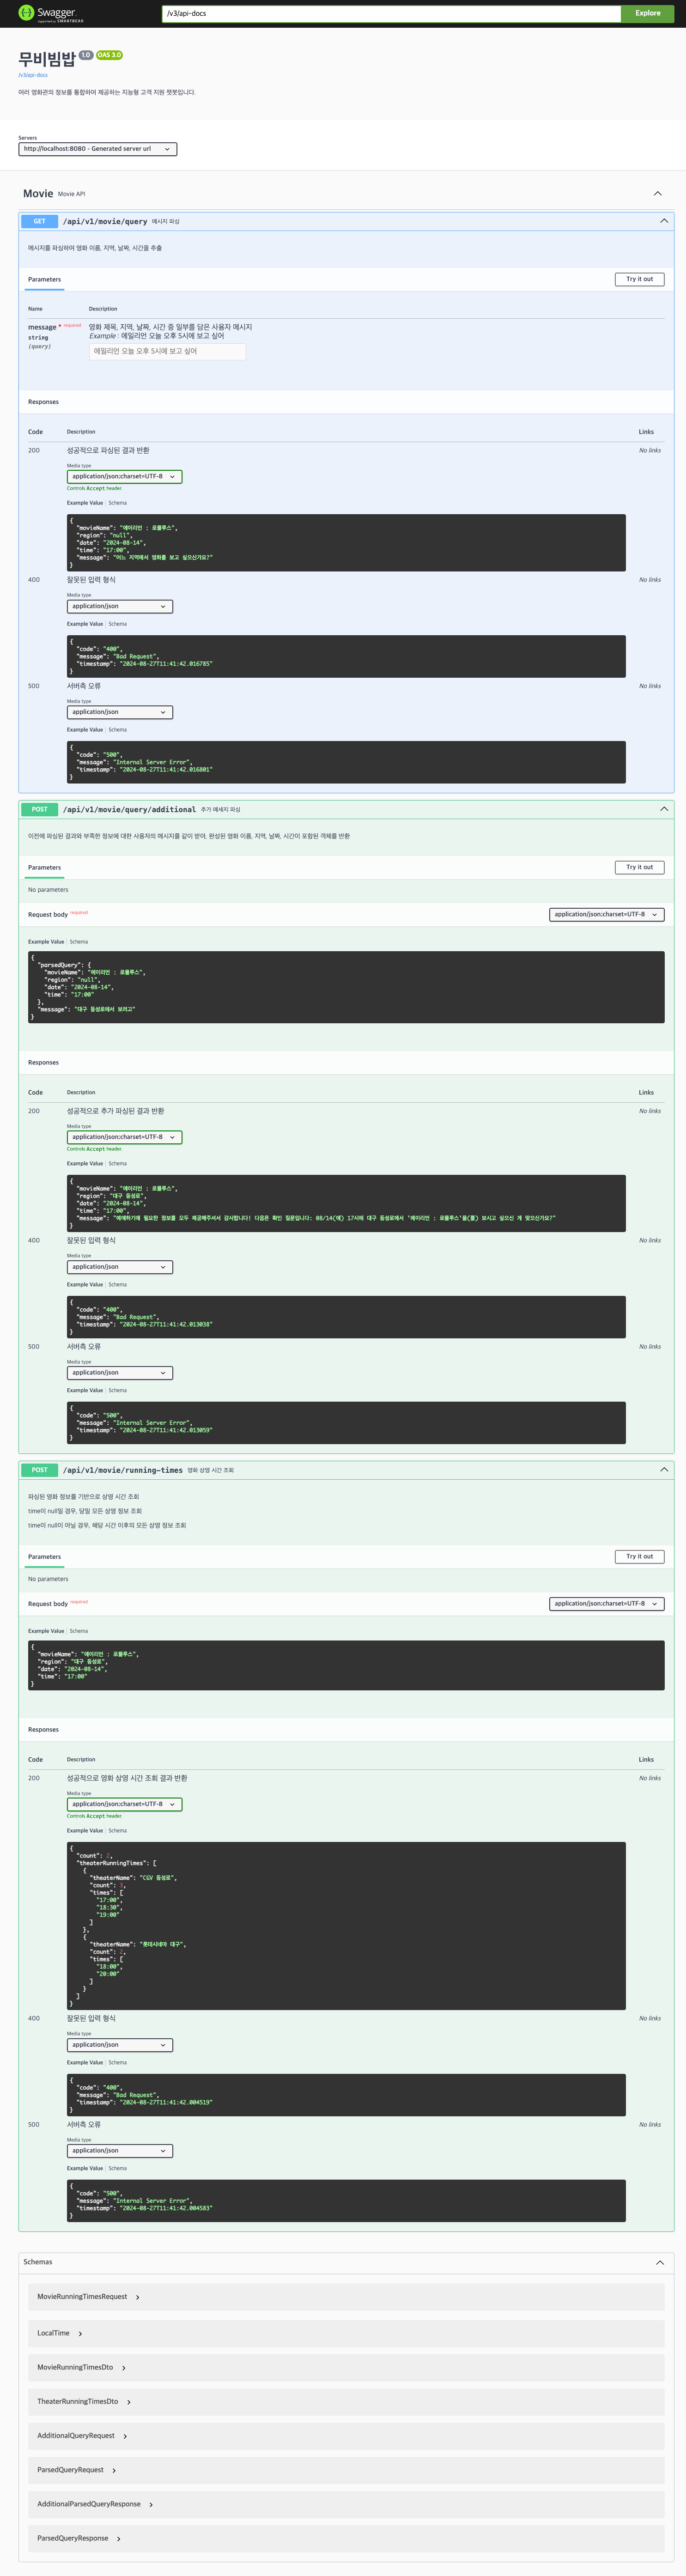 Swagger
Supported by SMARTBEAR
/v3/api-docs
Explore
무비빔밥 1.0 OAS 3.0
/v3/api-docs
여러 영화관의 정보를 통합하여 제공하는 지능형 고객 지원 챗봇입니다.
Servers
http://localhost:8080 - Generated server url
Movie Movie API
GET /api/v1/movie/query 메시지 파싱
메시지를 파싱하여 영화 이름, 지역, 날짜, 시간을 추출
Parameters
Try it out
Name Description
message * required
string
(query)
영화 제목, 지역, 날짜, 시간 중 일부를 담은 사용자 메시지
Example : 에일리언 오늘 오후 5시에 보고 싶어
에일리언 오늘 오후 5시에 보고 싶어
Responses
Code Description Links
200 성공적으로 파싱된 결과 반환 No links
Media type
application/json;charset=UTF-8
Controls Accept header.
Example Value Schema
{
"movieName": "에이리언 : 로물루스",
"region": "null",
"date": "2024-08-14",
"time": "17:00",
"message": "어느 지역에서 영화를 보고 싶으신가요?"
}
400 잘못된 입력 형식 No links
Media type
application/json
Example Value Schema
{
"code": "400",
"message": "Bad Request",
"timestamp": "2024-08-27T11:41:42.016785"
}
500 서버측 오류 No links
Media type
application/json
Example Value Schema
{
"code": "500",
"message": "Internal Server Error",
"timestamp": "2024-08-27T11:41:42.016801"
}
POST /api/v1/movie/query/additional 추가 메세지 파싱
이전에 파싱된 결과와 부족한 정보에 대한 사용자의 메시지를 같이 받아, 완성된 영화 이름, 지역, 날짜, 시간이 포함된 객체를 반환
Parameters
Try it out
No parameters
Request body required
application/json;charset=UTF-8
Example Value Schema
{
"parsedQuery": {
"movieName": "에이리언 : 로물루스",
"region": "null",
"date": "2024-08-14",
"time": "17:00"
},
"message": "대구 동성로에서 보려고"
}
Responses
Code Description Links
200 성공적으로 추가 파싱된 결과 반환 No links
Media type
application/json;charset=UTF-8
Controls Accept header.
Example Value Schema
{
"movieName": "에이리언 : 로물루스",
"region": "대구 동성로",
"date": "2024-08-14",
"time": "17:00",
"message": "예매하기에 필요한 정보를 모두 제공해주셔서 감사합니다! 다음은 확인 질문입니다: 08/14(에) 17시에 대구 동성로에서 '에이리언 : 로물루스'을(를) 보시고 싶으신 게 맞으신가요?"
}
400 잘못된 입력 형식 No links
Media type
application/json
Example Value Schema
{
"code": "400",
"message": "Bad Request",
"timestamp": "2024-08-27T11:41:42.013038"
}
500 서버측 오류 No links
Media type
application/json
Example Value Schema
{
"code": "500",
"message": "Internal Server Error",
"timestamp": "2024-08-27T11:41:42.013059"
}
POST /api/v1/movie/running-times 영화 상영 시간 조회
파싱된 영화 정보를 기반으로 상영 시간 조회
time이 null일 경우, 당일 모든 상영 정보 조회
time이 null이 아닐 경우, 해당 시간 이후의 모든 상영 정보 조회
Parameters
Try it out
No parameters
Request body required
application/json;charset=UTF-8
Example Value Schema
{
"movieName": "에이리언 : 로물루스",
"region": "대구 동성로",
"date": "2024-08-14",
"time": "17:00"
}
Responses
Code Description Links
200 성공적으로 영화 상영 시간 조회 결과 반환 No links
Media type
application/json;charset=UTF-8
Controls Accept header.
Example Value Schema
{
"count": 2,
"theaterRunningTimes": [
{
"theaterName": "CGV 동성로",
"count": 3,
"times": [
"17:00",
"18:30",
"19:00"
]
},
{
"theaterName": "롯데시네마 대구",
"count": 2,
"times": [
"18:00",
"20:00"
]
}
]
}
400 잘못된 입력 형식 No links
Media type
application/json
Example Value Schema
{
"code": "400",
"message": "Bad Request",
"timestamp": "2024-08-27T11:41:42.004519"
}
500 서버측 오류 No links
Media type
application/json
Example Value Schema
{
"code": "500",
"message": "Internal Server Error",
"timestamp": "2024-08-27T11:41:42.004583"
}
Schemas
MovieRunningTimesRequest
LocalTime
MovieRunningTimesDto
TheaterRunningTimesDto
AdditionalQueryRequest
ParsedQueryRequest
AdditionalParsedQueryResponse
ParsedQueryResponse